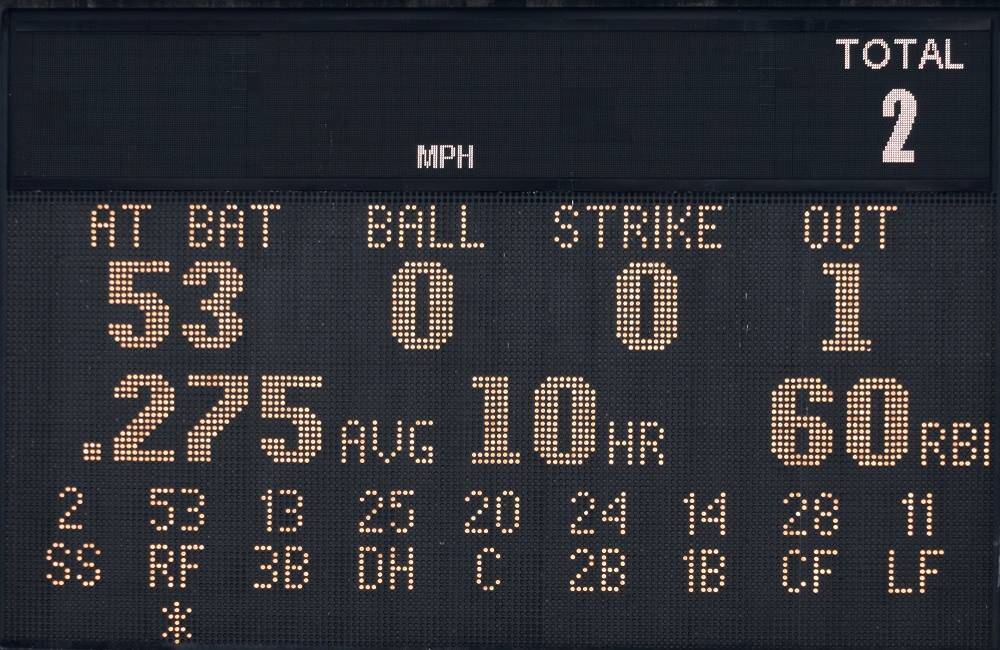 TOTAL
2
MPH
AT BAT BALL STRIKE OUT
53 0 0 1
.275 AVG 10 HR 60 RBI
2 53 13 25 20 24 14 28 11
SS RF 3B DH C 2B 1B CF LF
*